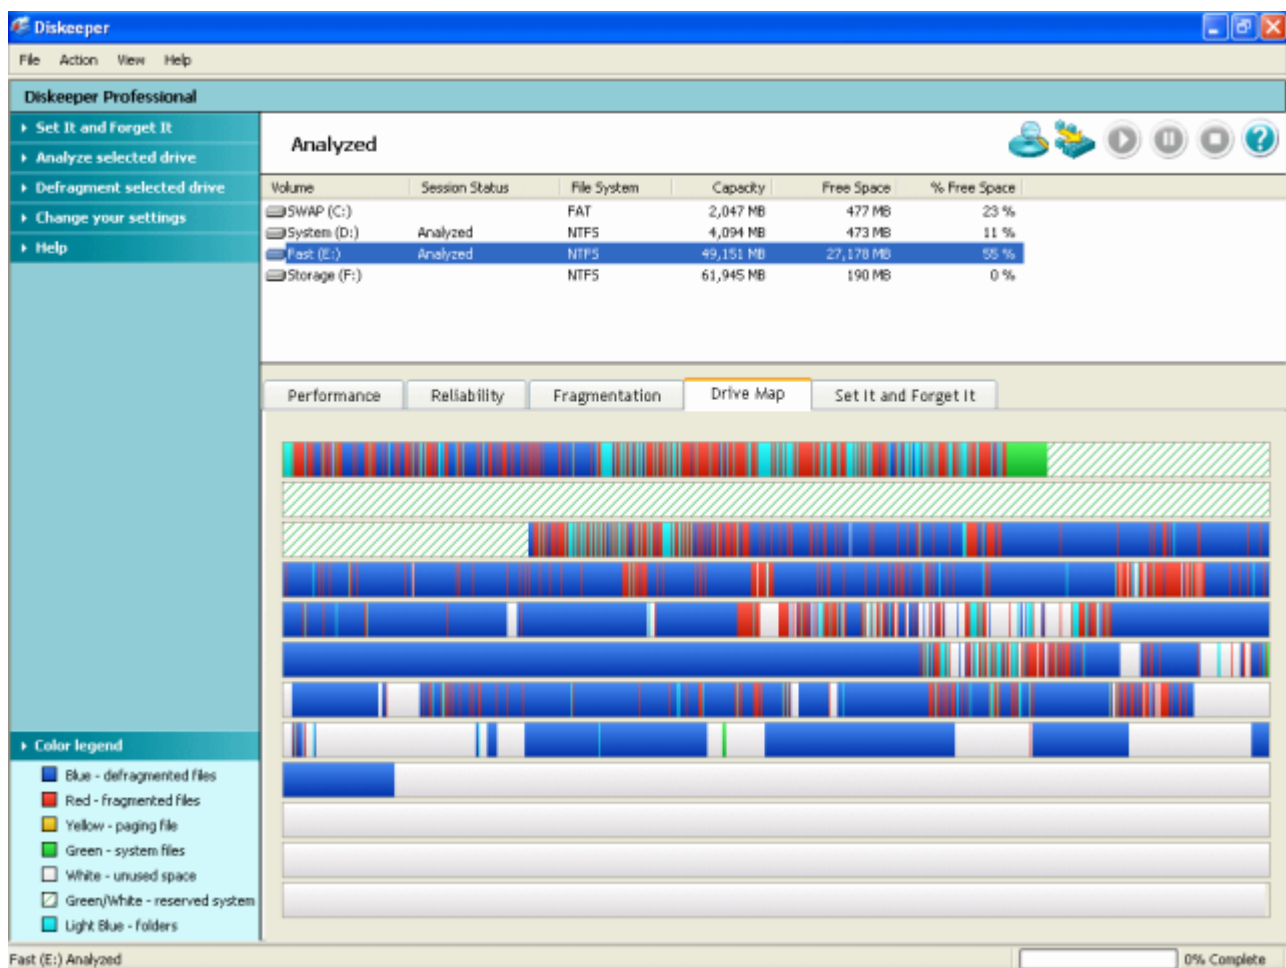 Diskeeper
File Action View Help
Diskeeper Professional
Set It and Forget It
Analyze selected drive
Defragment selected drive
Change your settings
Help
Analyzed
Volume Session Status File System Capacity Free Space % Free Space
SWAP (C:) FAT 2,047 MB 477 MB 23 %
System (D:) Analyzed NTFS 4,094 MB 473 MB 11 %
Fast (E:) Analyzed NTFS 49,151 MB 27,178 MB 55 %
Storage (F:) NTFS 61,945 MB 190 MB 0 %
Performance Reliability Fragmentation Drive Map Set It and Forget It
Color legend
Blue - defragmented files
Red - fragmented files
Yellow - paging file
Green - system files
White - unused space
Green/White - reserved system
Light Blue - folders
Fast (E:) Analyzed 0% Complete